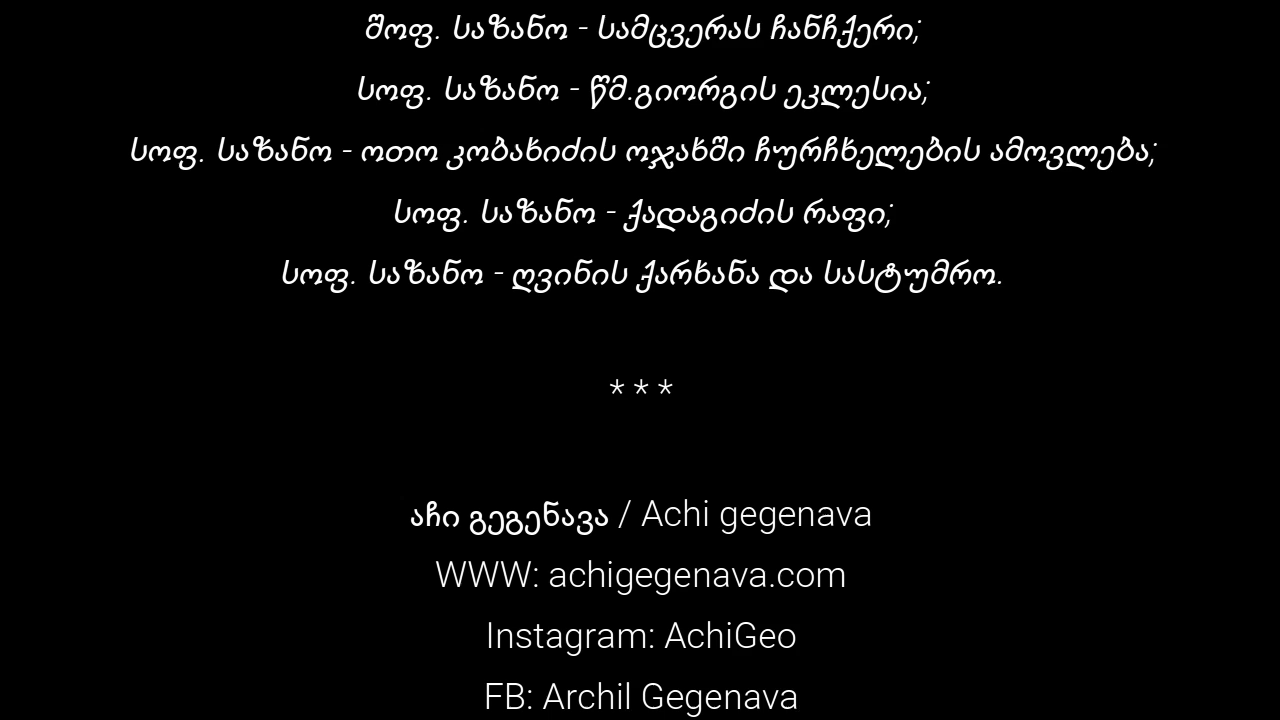 შოფ. საზანო - სამცვერას ჩანჩქერი;
სოფ. საზანო - წმ.გიორგის ეკლესია;
სოფ. საზანო - ოთო კობახიძის ოჯახში ჩურჩხელების ამოვლება;
სოფ. საზანო - ქადაგიძის რაფი;
სოფ. საზანო - ღვინის ქარხანა და სასტუმრო.
* * *
აჩი გეგენავა / Achi gegenava
WWW: achigegenava.com
Instagram: AchiGeo
FB: Archil Gegenava